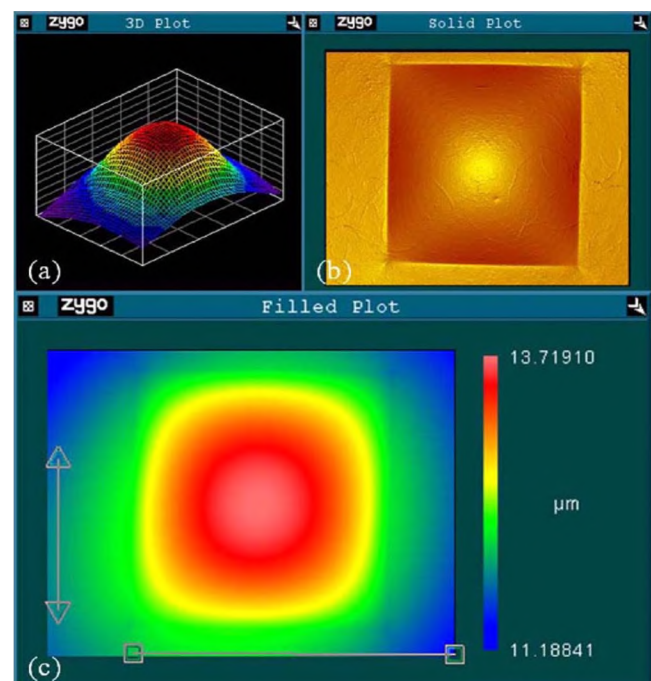 zygo 3D Plot
(a)
zygo Solid Plot
(b)
zygo Filled Plot
13.71910
µm
11.18841
(c)